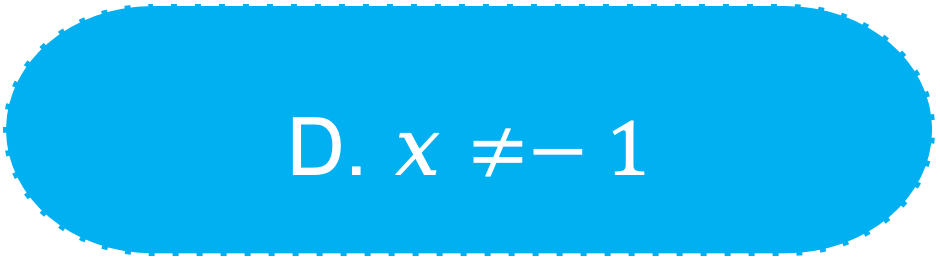 D. x ≠− 1